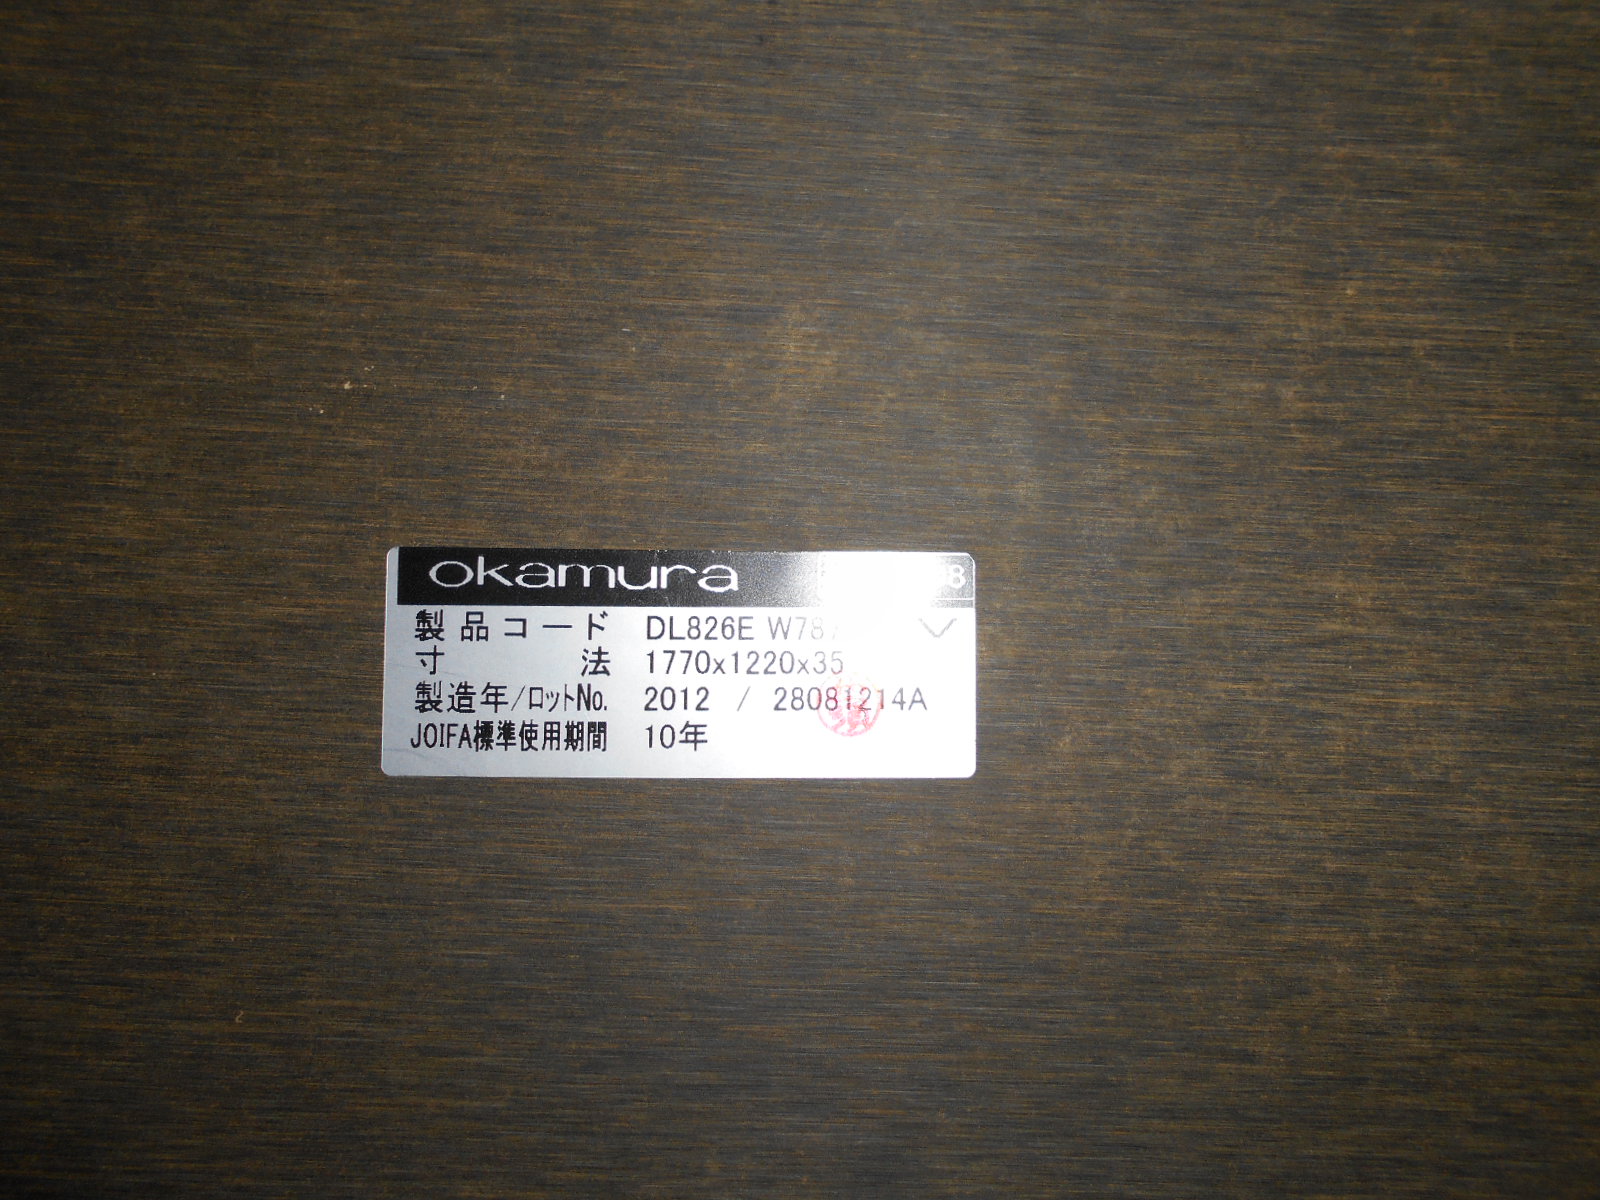 okamura
製品コード DL826E W787
寸法 1770x1220x35
製造年/ロットNo. 2012 / 28081214A
JOIFA標準使用期間 10年